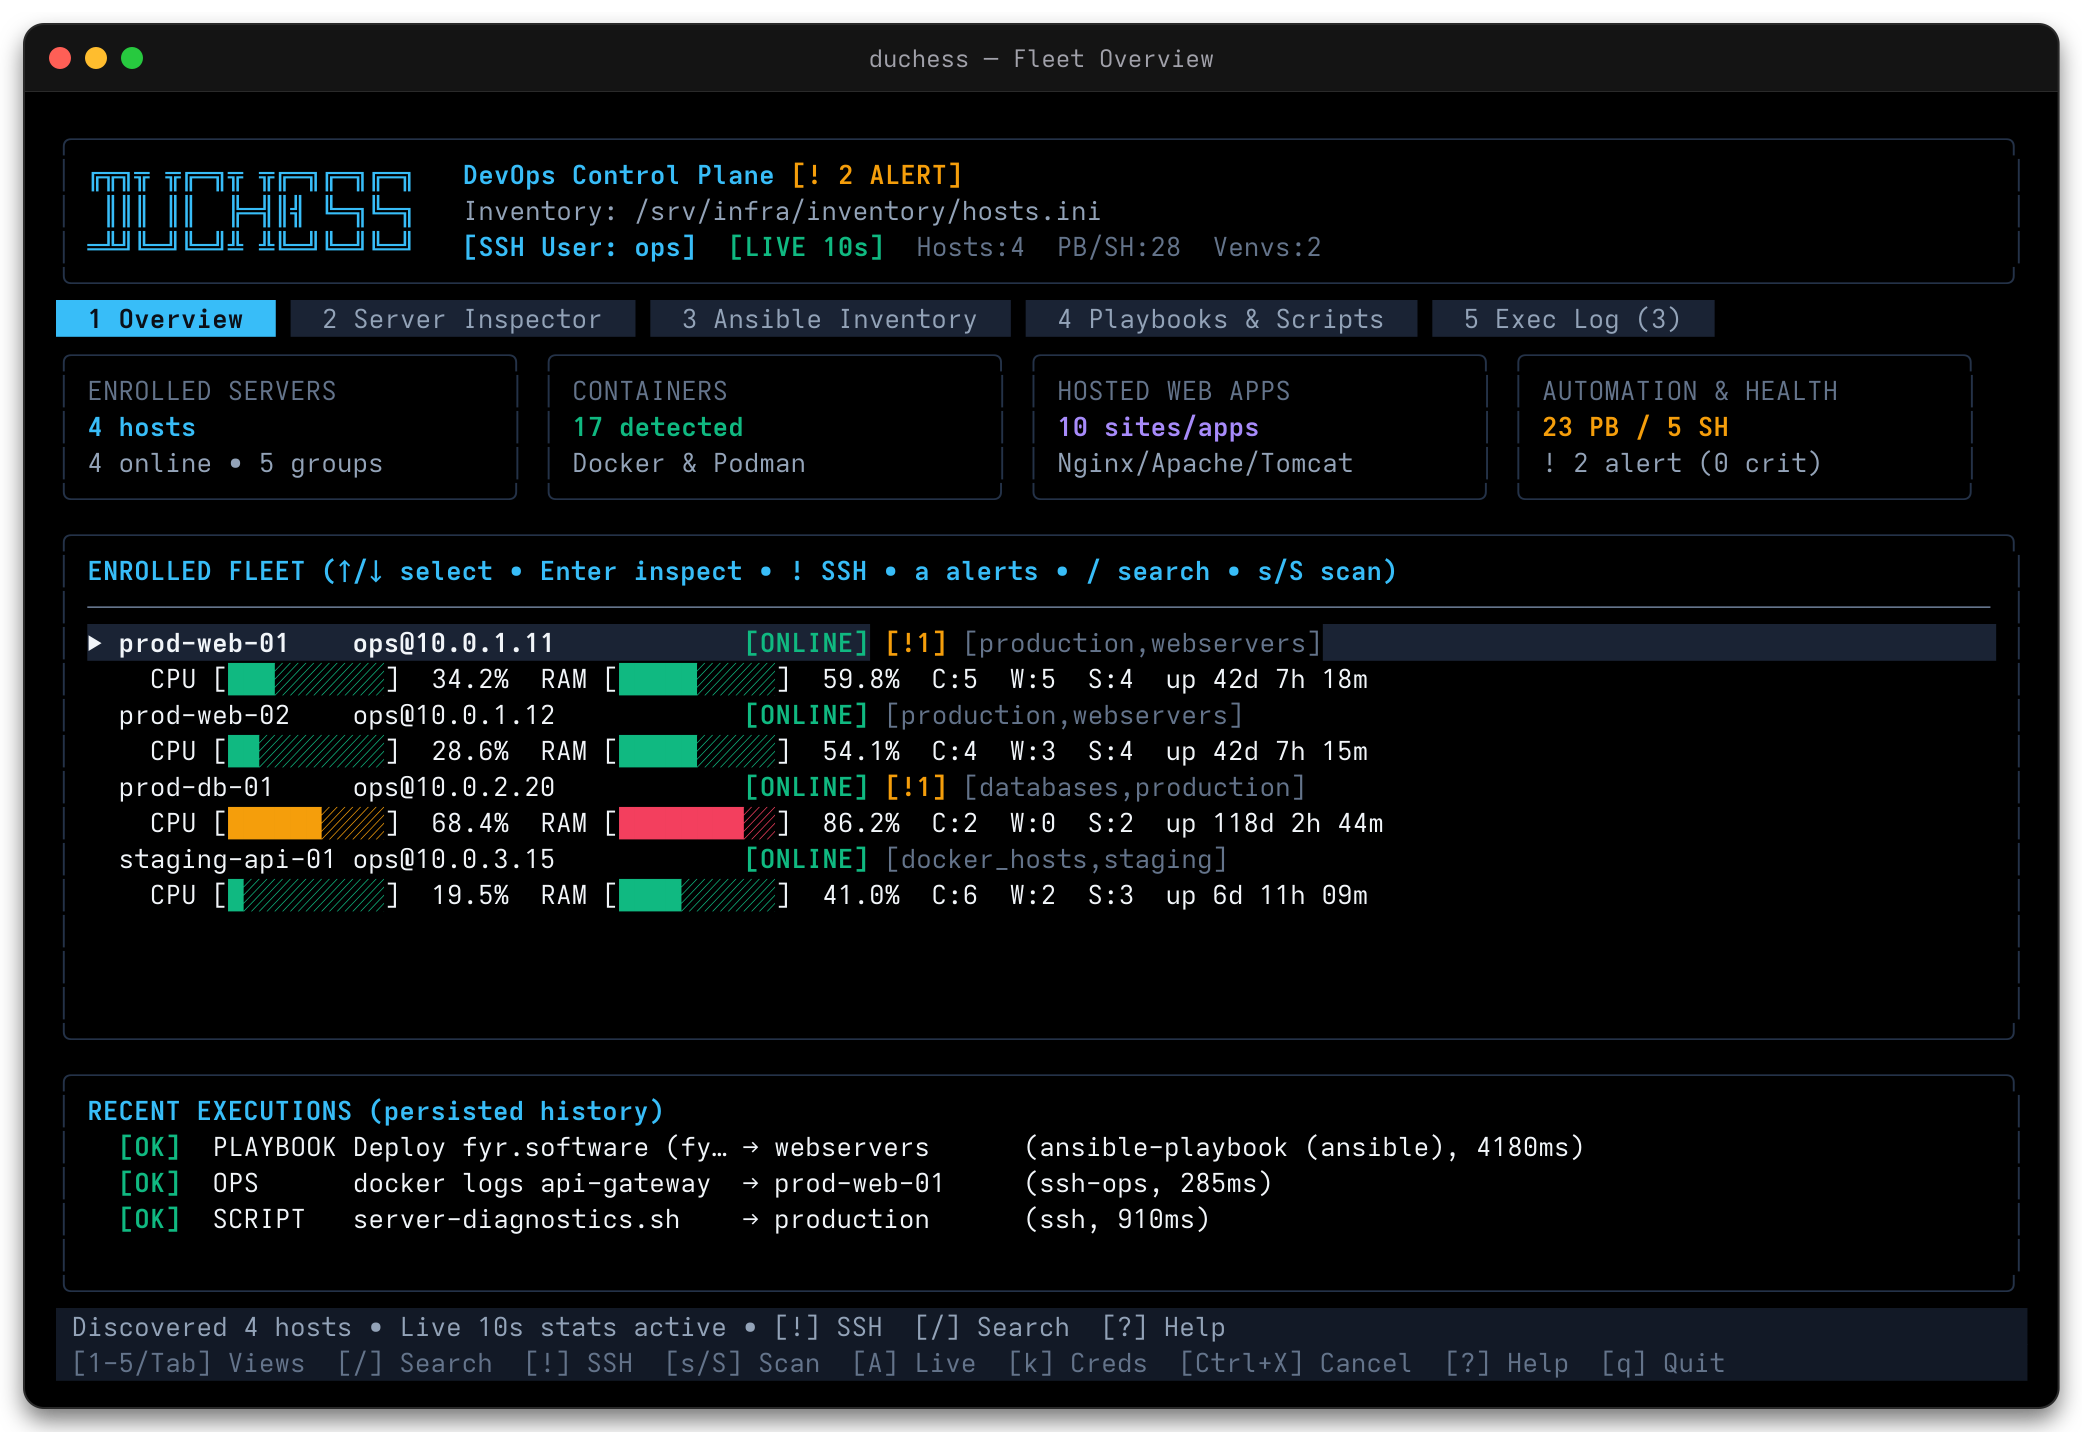 duchess — Fleet Overview
DevOps Control Plane [! 2 ALERT]
Inventory: /srv/infra/inventory/hosts.ini
[SSH User: ops] [LIVE 10s] Hosts:4 PB/SH:28 Venvs:2
1 Overview 2 Server Inspector 3 Ansible Inventory 4 Playbooks & Scripts 5 Exec Log (3)
ENROLLED SERVERS
4 hosts
4 online • 5 groups
CONTAINERS
17 detected
Docker & Podman
HOSTED WEB APPS
10 sites/apps
Nginx/Apache/Tomcat
AUTOMATION & HEALTH
23 PB / 5 SH
! 2 alert (0 crit)
ENROLLED FLEET (↑/↓ select • Enter inspect • ! SSH • a alerts • / search • s/S scan)
▶ prod-web-01 ops@10.0.1.11 [ONLINE] [!1] [production,webservers]
CPU [] 34.2% RAM [] 59.8% C:5 W:5 S:4 up 42d 7h 18m
prod-web-02 ops@10.0.1.12 [ONLINE] [production,webservers]
CPU [] 28.6% RAM [] 54.1% C:4 W:3 S:4 up 42d 7h 15m
prod-db-01 ops@10.0.2.20 [ONLINE] [!1] [databases,production]
CPU [] 68.4% RAM [] 86.2% C:2 W:0 S:2 up 118d 2h 44m
staging-api-01 ops@10.0.3.15 [ONLINE] [docker_hosts,staging]
CPU [] 19.5% RAM [] 41.0% C:6 W:2 S:3 up 6d 11h 09m
RECENT EXECUTIONS (persisted history)
[OK] PLAYBOOK Deploy fyr.software (fy… → webservers (ansible-playbook (ansible), 4180ms)
[OK] OPS docker logs api-gateway → prod-web-01 (ssh-ops, 285ms)
[OK] SCRIPT server-diagnostics.sh → production (ssh, 910ms)
Discovered 4 hosts • Live 10s stats active • [!] SSH [/] Search [?] Help
[1-5/Tab] Views [/] Search [!] SSH [s/S] Scan [A] Live [k] Creds [Ctrl+X] Cancel [?] Help [q] Quit